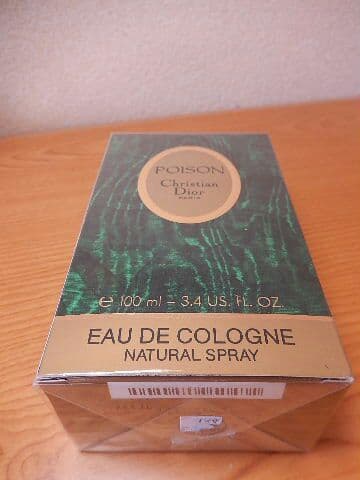 POISON
Christian
Dior
PARIS
℮ 100 ml – 3.4 US. FL. OZ.
EAU DE COLOGNE
NATURAL SPRAY